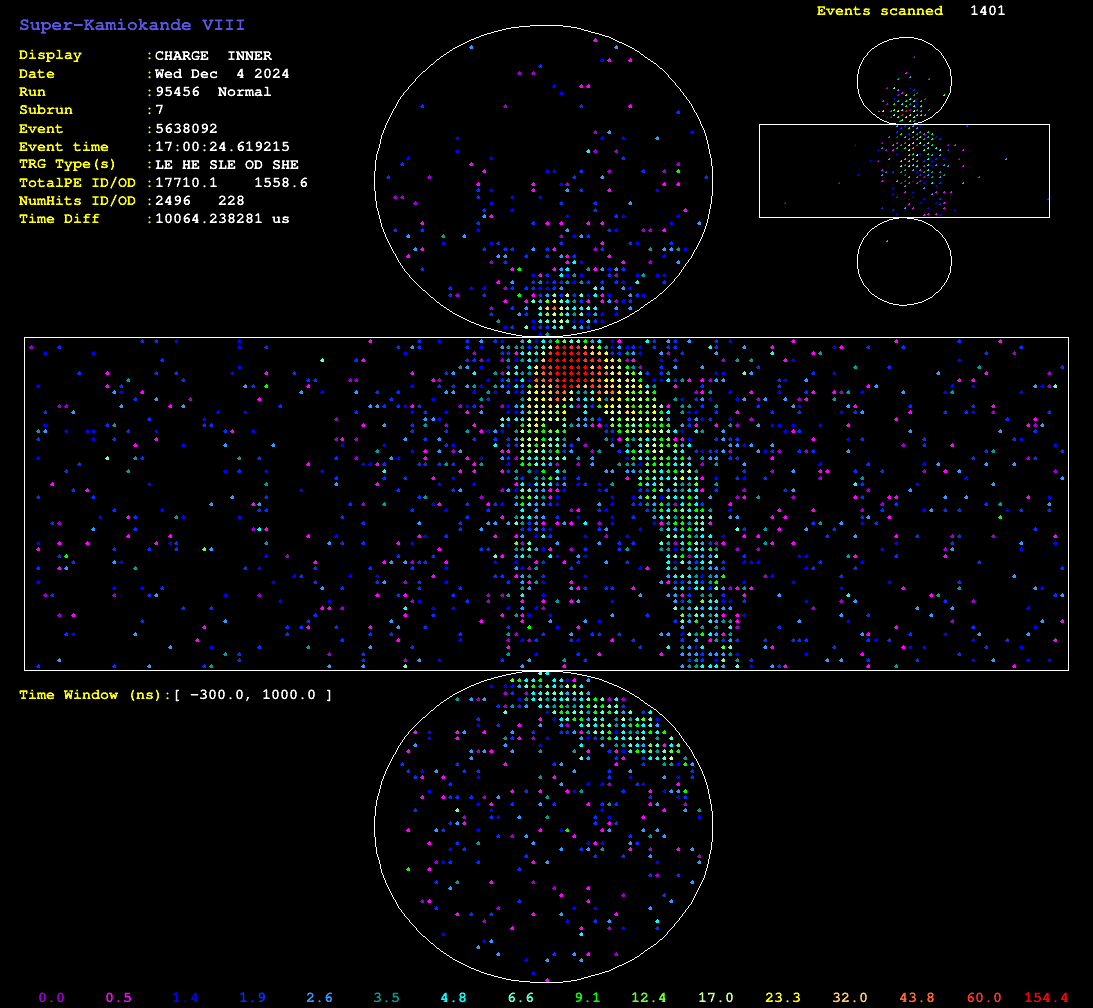 Super-Kamiokande VIII
Events scanned 1401
Display :CHARGE INNER
Date :Wed Dec 4 2024
Run :95456 Normal
Subrun :7
Event :5638092
Event time :17:00:24.619215
TRG Type(s) :LE HE SLE OD SHE
TotalPE ID/OD :17710.1 1558.6
NumHits ID/OD :2496 228
Time Diff :10064.238281 us
Time Window (ns):[ -300.0, 1000.0 ]
0.0 0.5 1.4 1.9 2.6 3.5 4.8 6.6 9.1 12.4 17.0 23.3 32.0 43.8 60.0 154.4